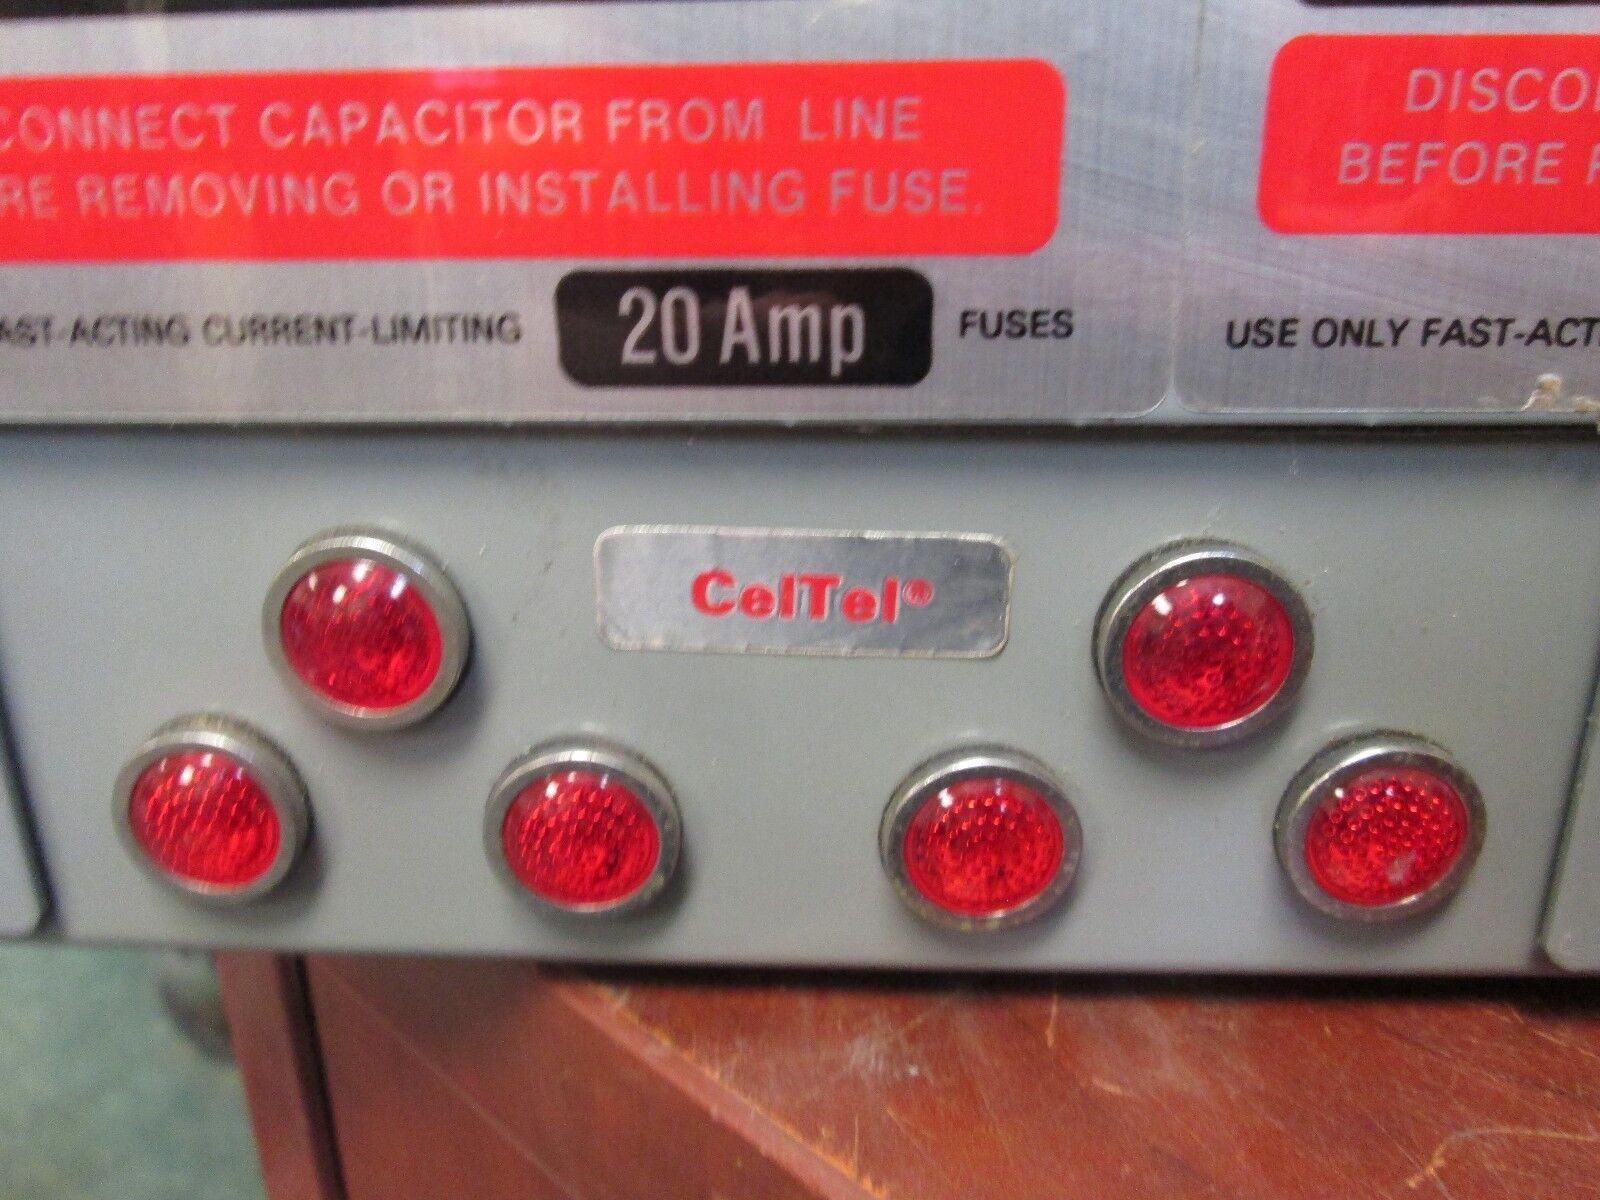 CONNECT CAPACITOR FROM LINE
RE REMOVING OR INSTALLING FUSE.
AST-ACTING CURRENT-LIMITING 20 Amp FUSES
DISCO
BEFORE
USE ONLY FAST-ACT
CelTel®